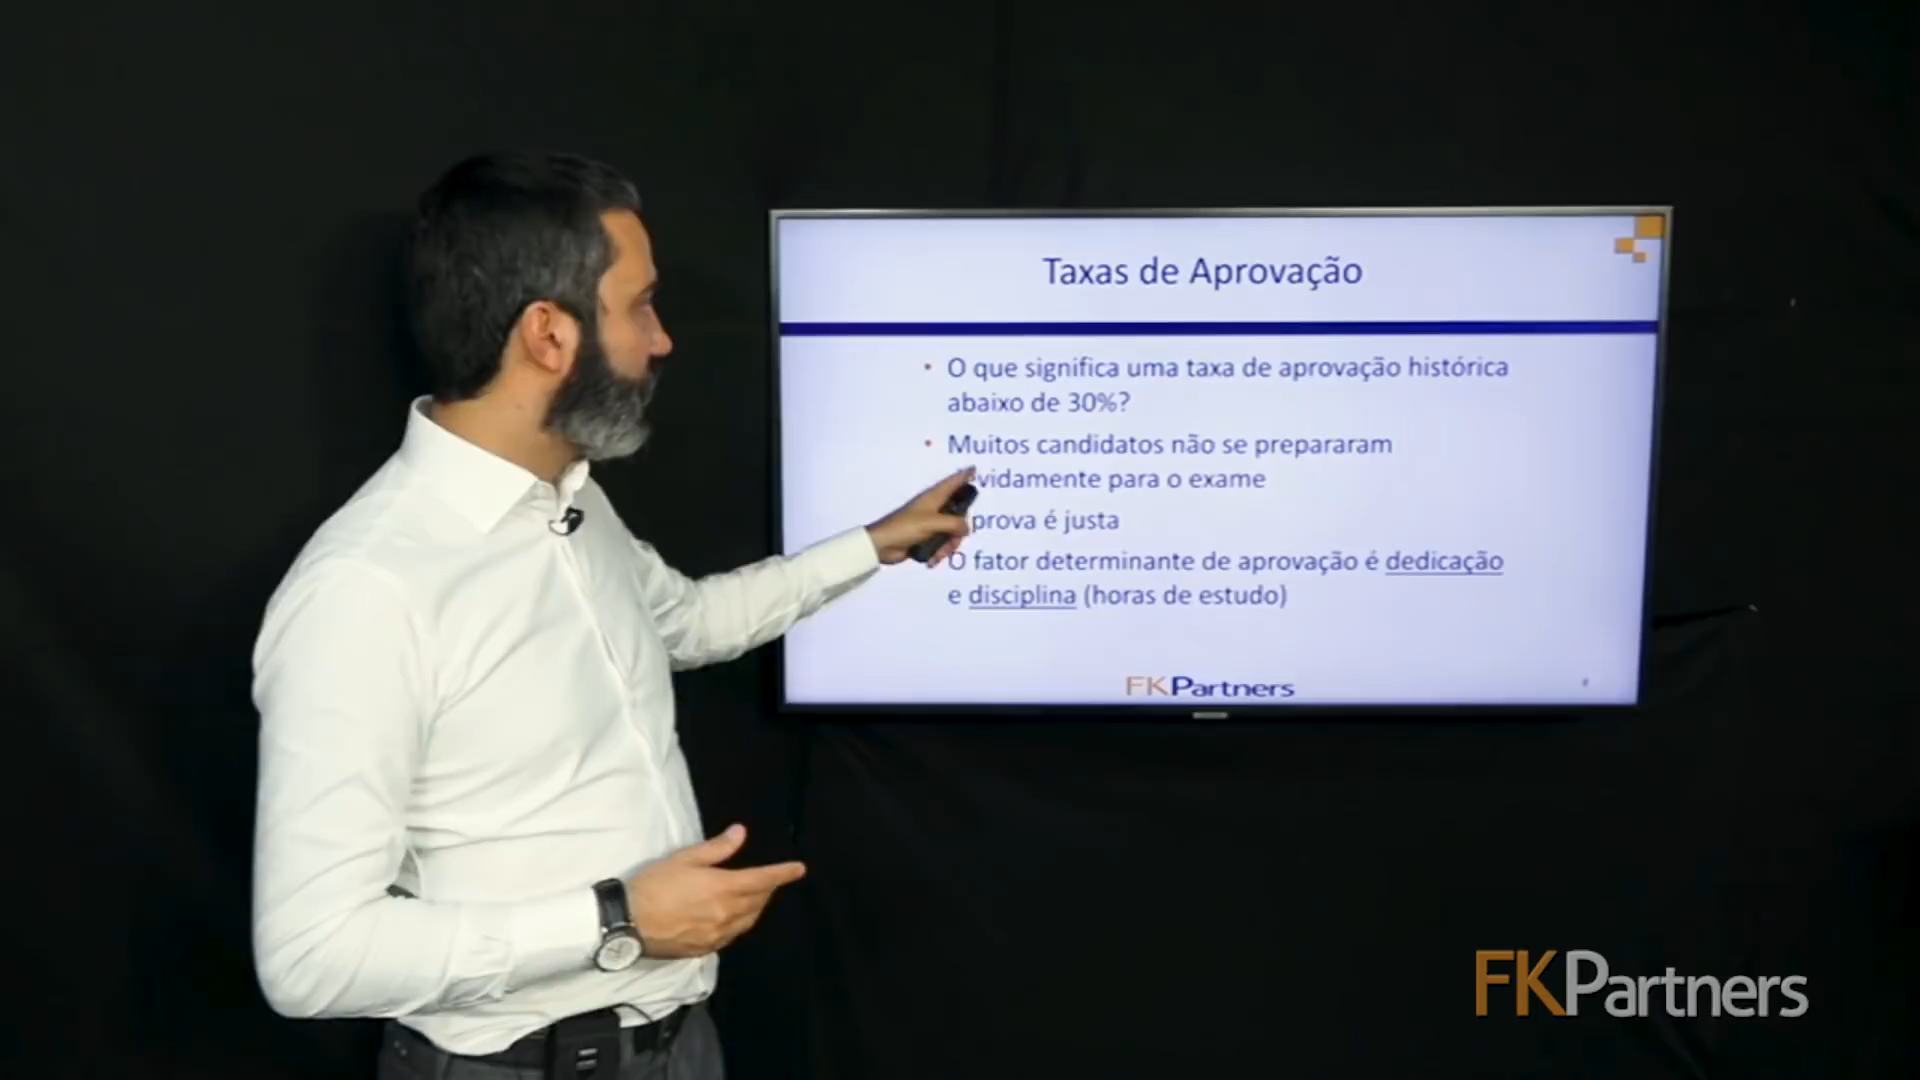 Taxas de Aprovação
• O que significa uma taxa de aprovação histórica
abaixo de 30%?
• Muitos candidatos não se prepararam
vidamente para o exame
prova é justa
O fator determinante de aprovação é dedicação
e disciplina (horas de estudo)
FKPartners
FKPartners